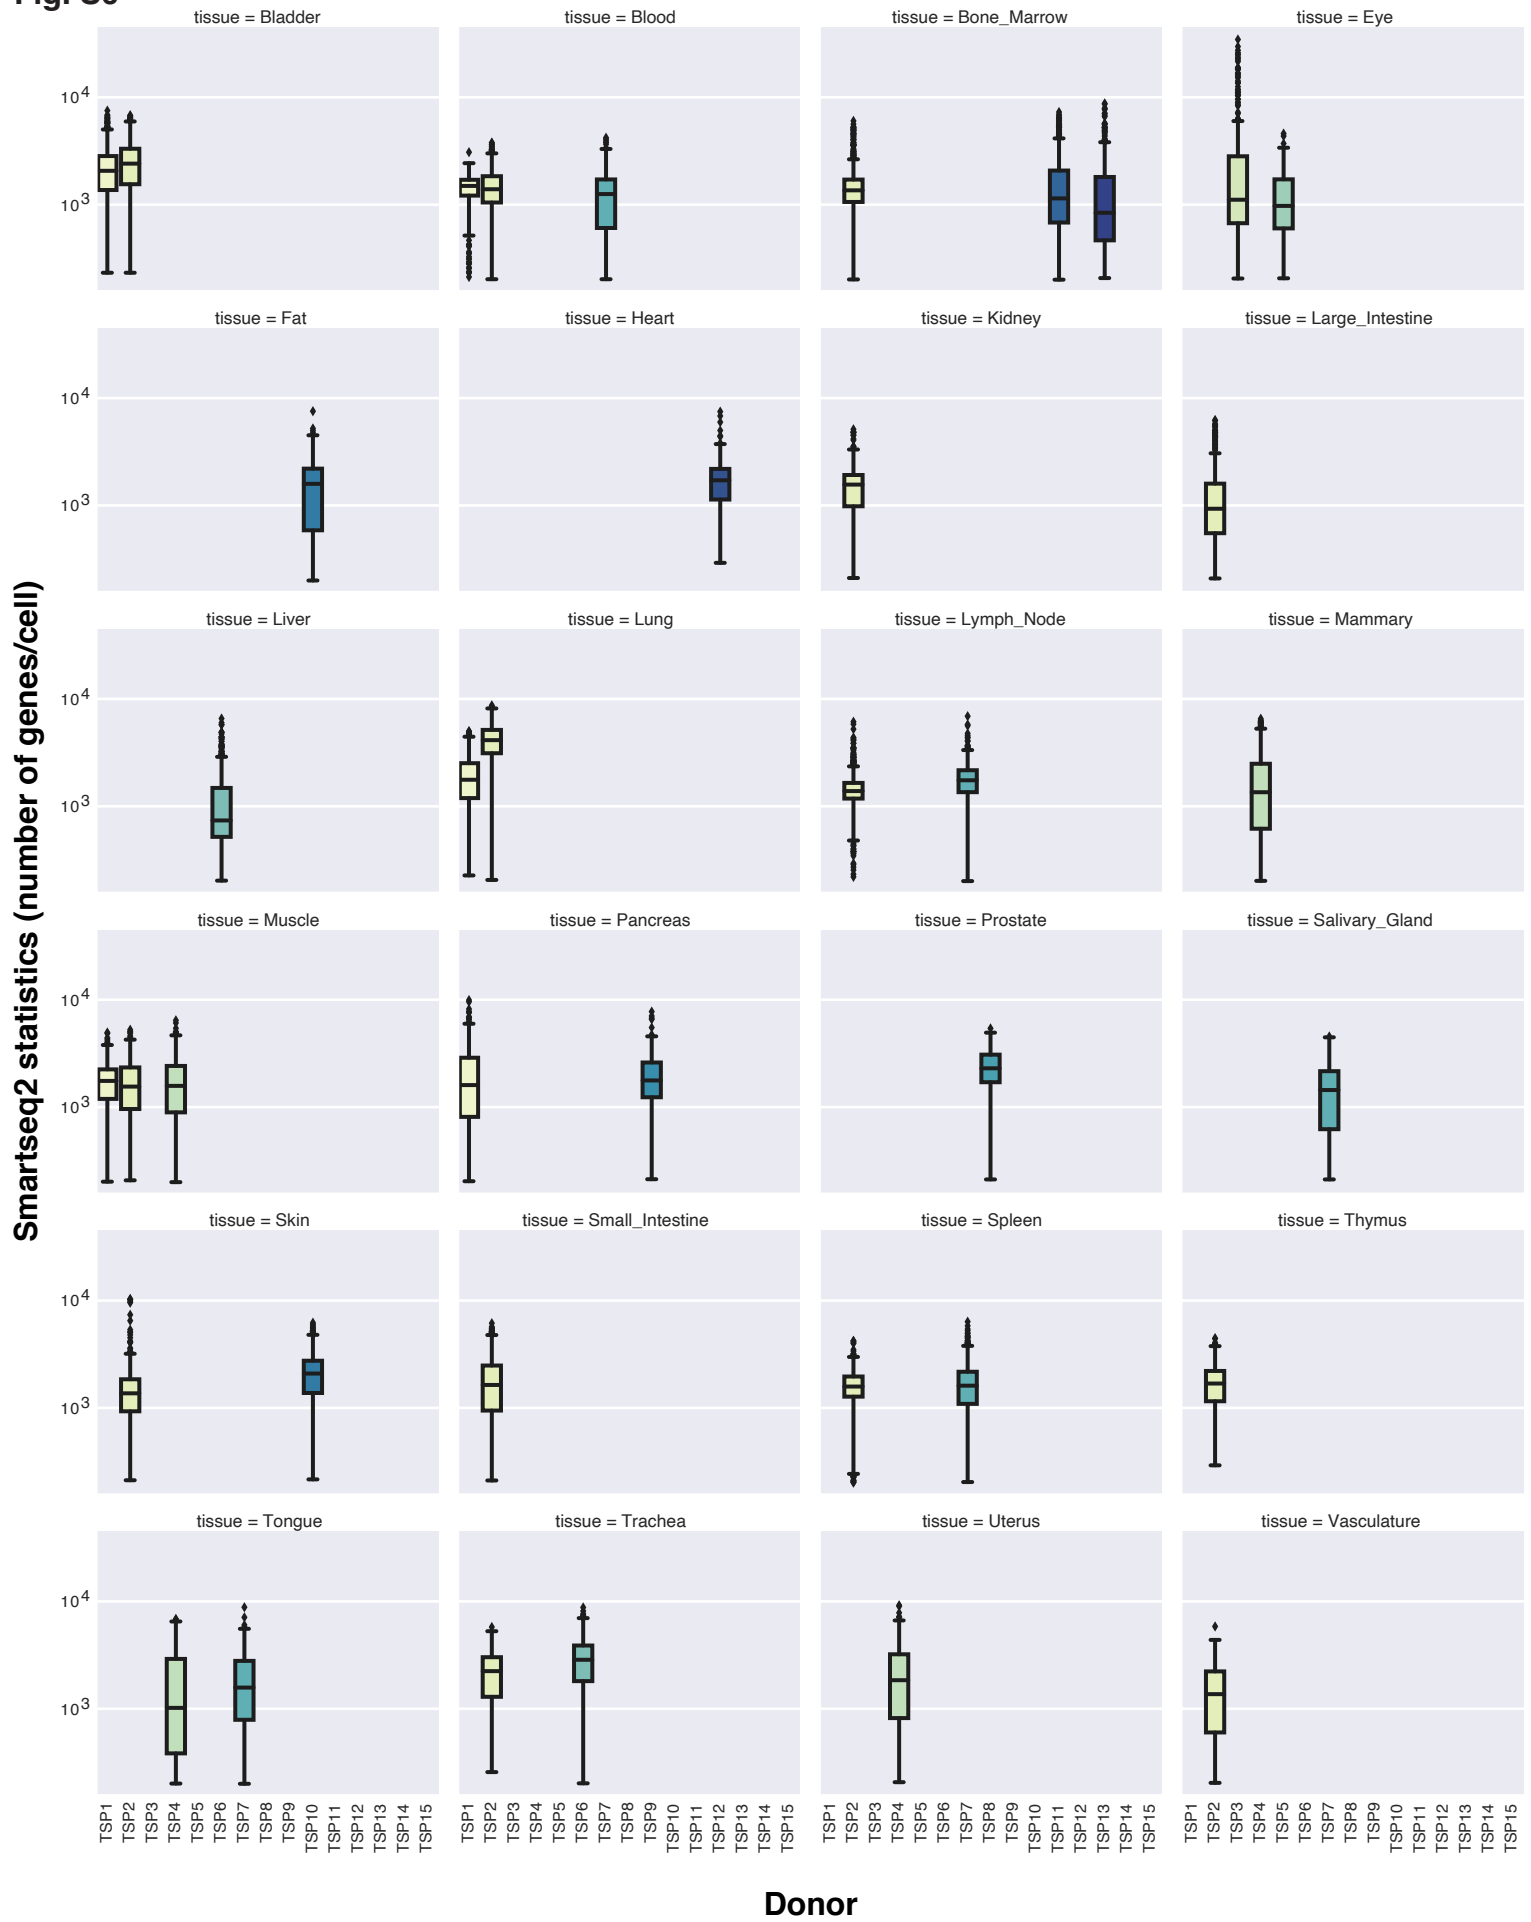 tissue = Bladder
tissue = Blood
tissue = Bone_Marrow
tissue = Eye
10^4
10^3
tissue = Fat
tissue = Heart
tissue = Kidney
tissue = Large_Intestine
10^4
10^3
tissue = Liver
tissue = Lung
tissue = Lymph_Node
tissue = Mammary
10^4
10^3
Smartseq2 statistics (number of genes/cell)
tissue = Muscle
tissue = Pancreas
tissue = Prostate
tissue = Salivary_Gland
10^4
10^3
tissue = Skin
tissue = Small_Intestine
tissue = Spleen
tissue = Thymus
10^4
10^3
tissue = Tongue
tissue = Trachea
tissue = Uterus
tissue = Vasculature
10^4
10^3
TSP1
TSP2
TSP3
TSP4
TSP5
TSP6
TSP7
TSP8
TSP9
TSP10
TSP11
TSP12
TSP13
TSP14
TSP15
TSP1
TSP2
TSP3
TSP4
TSP5
TSP6
TSP7
TSP8
TSP9
TSP10
TSP11
TSP12
TSP13
TSP14
TSP15
TSP1
TSP2
TSP3
TSP4
TSP5
TSP6
TSP7
TSP8
TSP9
TSP10
TSP11
TSP12
TSP13
TSP14
TSP15
TSP1
TSP2
TSP3
TSP4
TSP5
TSP6
TSP7
TSP8
TSP9
TSP10
TSP11
TSP12
TSP13
TSP14
TSP15
Donor